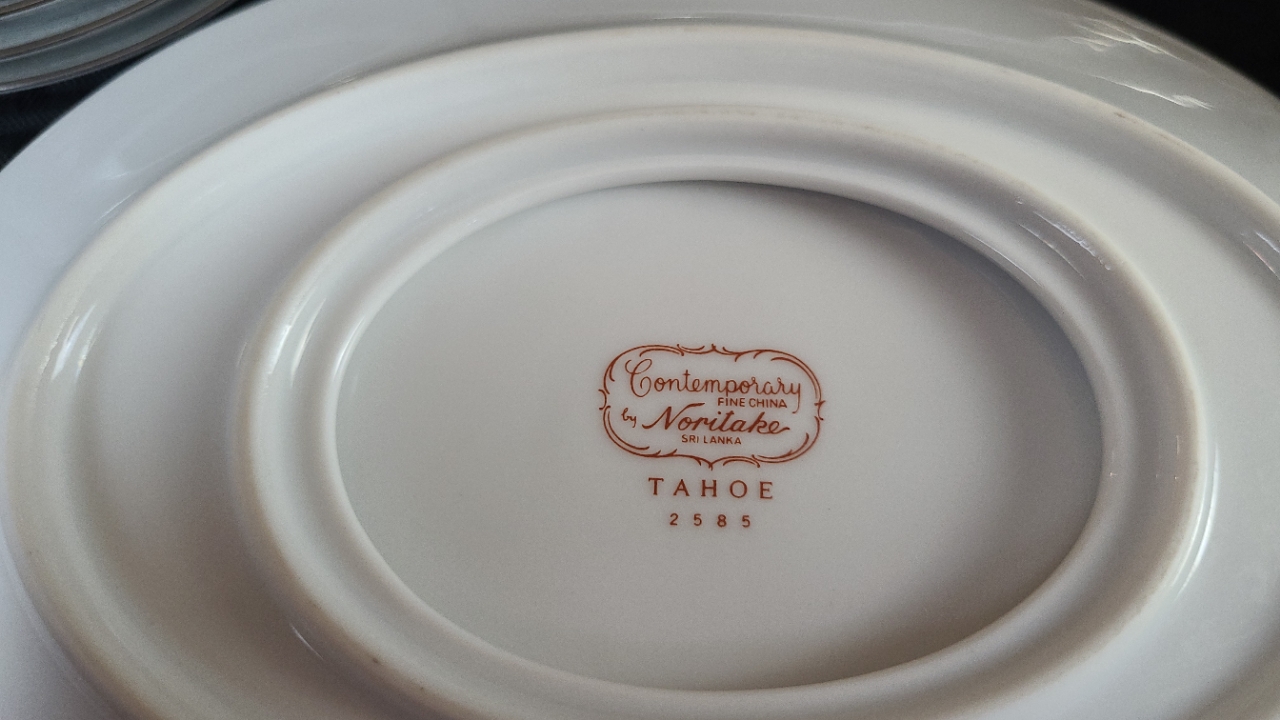 Contemporary
FINE CHINA
by Noritake
SRI LANKA
TAHOE
2585